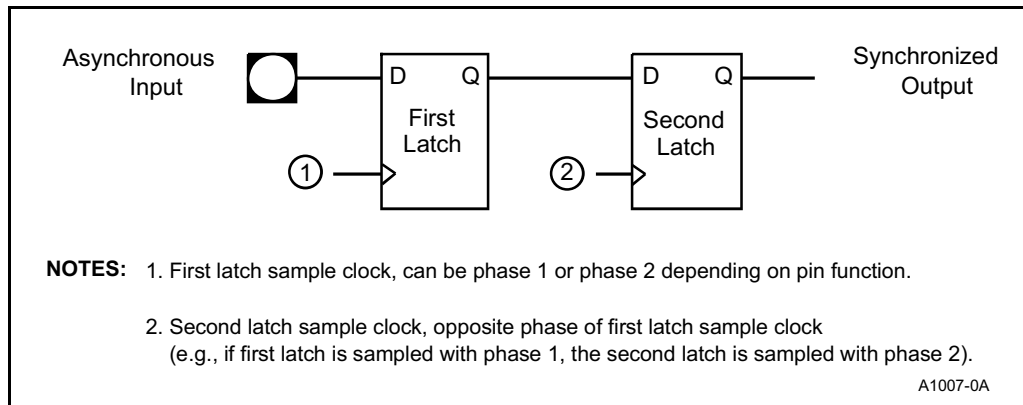 Asynchronous
Input
D Q
First
Latch
1
D Q
Second
Latch
2
Synchronized
Output
NOTES: 1. First latch sample clock, can be phase 1 or phase 2 depending on pin function.
2. Second latch sample clock, opposite phase of first latch sample clock
(e.g., if first latch is sampled with phase 1, the second latch is sampled with phase 2).
A1007-0A